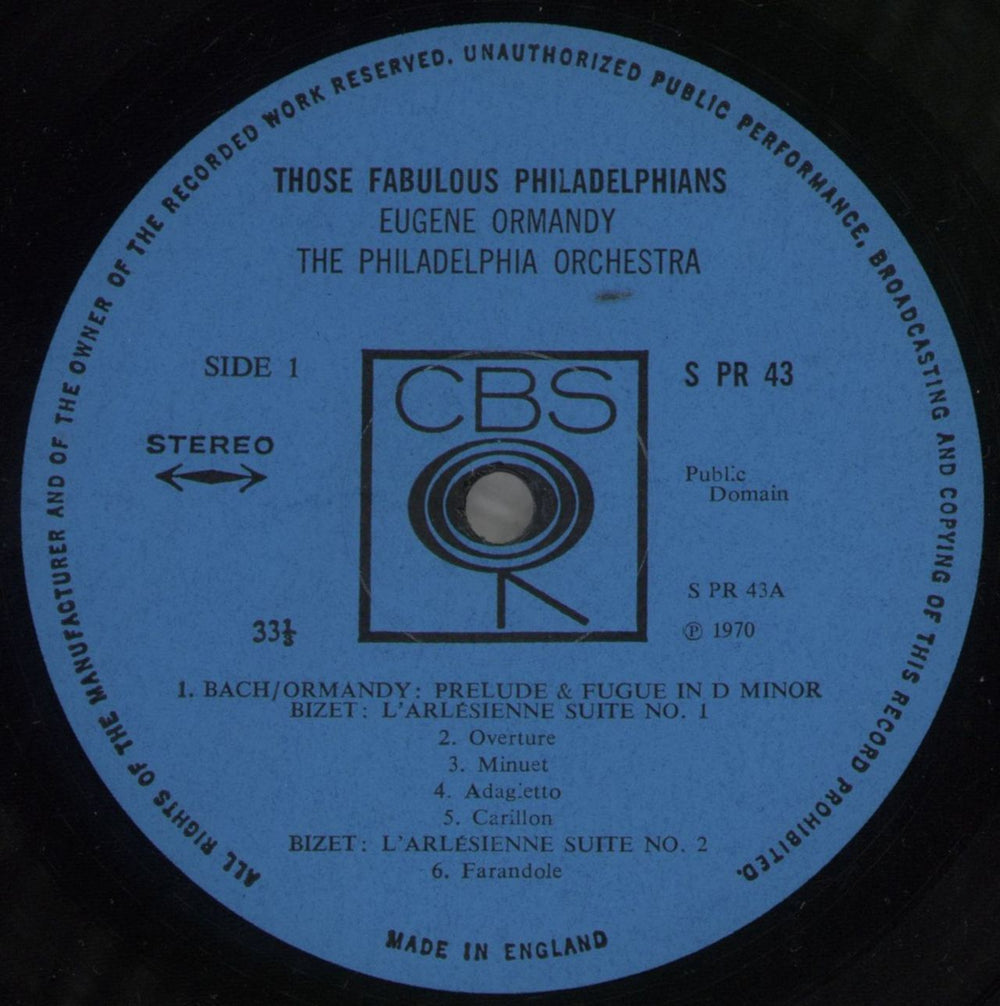 ALL RIGHTS OF THE MANUFACTURER AND OF THE OWNER OF THE RECORDED WORK RESERVED. UNAUTHORIZED PUBLIC PERFORMANCE, BROADCASTING AND COPYING OF THIS RECORD PROHIBITED.
THOSE FABULOUS PHILADELPHIANS
EUGENE ORMANDY
THE PHILADELPHIA ORCHESTRA
SIDE 1
CBS
S PR 43
STEREO
Public
Domain
S PR 43A
33⅓
℗ 1970
1. BACH/ORMANDY: PRELUDE & FUGUE IN D MINOR
BIZET: L'ARLÉSIENNE SUITE NO. 1
2. Overture
3. Minuet
4. Adagietto
5. Carillon
BIZET: L'ARLÉSIENNE SUITE NO. 2
6. Farandole
MADE IN ENGLAND